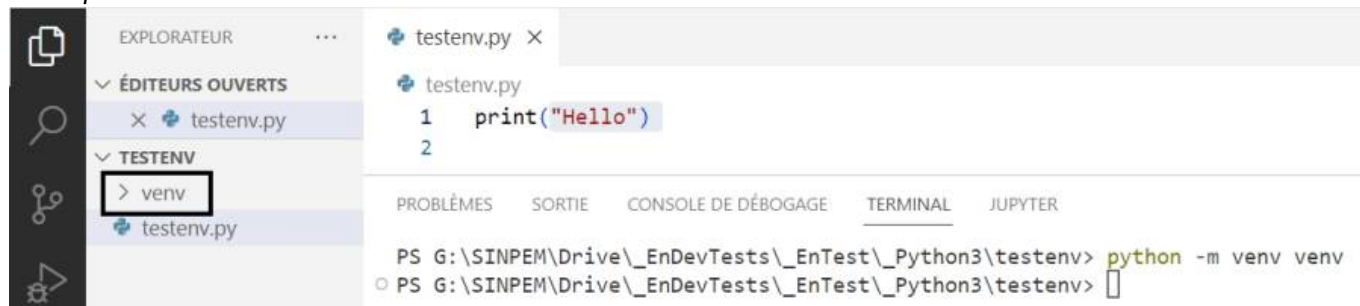 EXPLORATEUR ...
ÉDITEURS OUVERTS
testenv.py
TESTENV
venv
testenv.py
testenv.py
testenv.py
1 print("Hello")
2
PROBLÈMES SORTIE CONSOLE DE DÉBOGAGE TERMINAL JUPYTER
PS G:\SINPEM\Drive\_EnDevTests\_EnTest\_Python3\testenv> python -m venv venv
PS G:\SINPEM\Drive\_EnDevTests\_EnTest\_Python3\testenv>